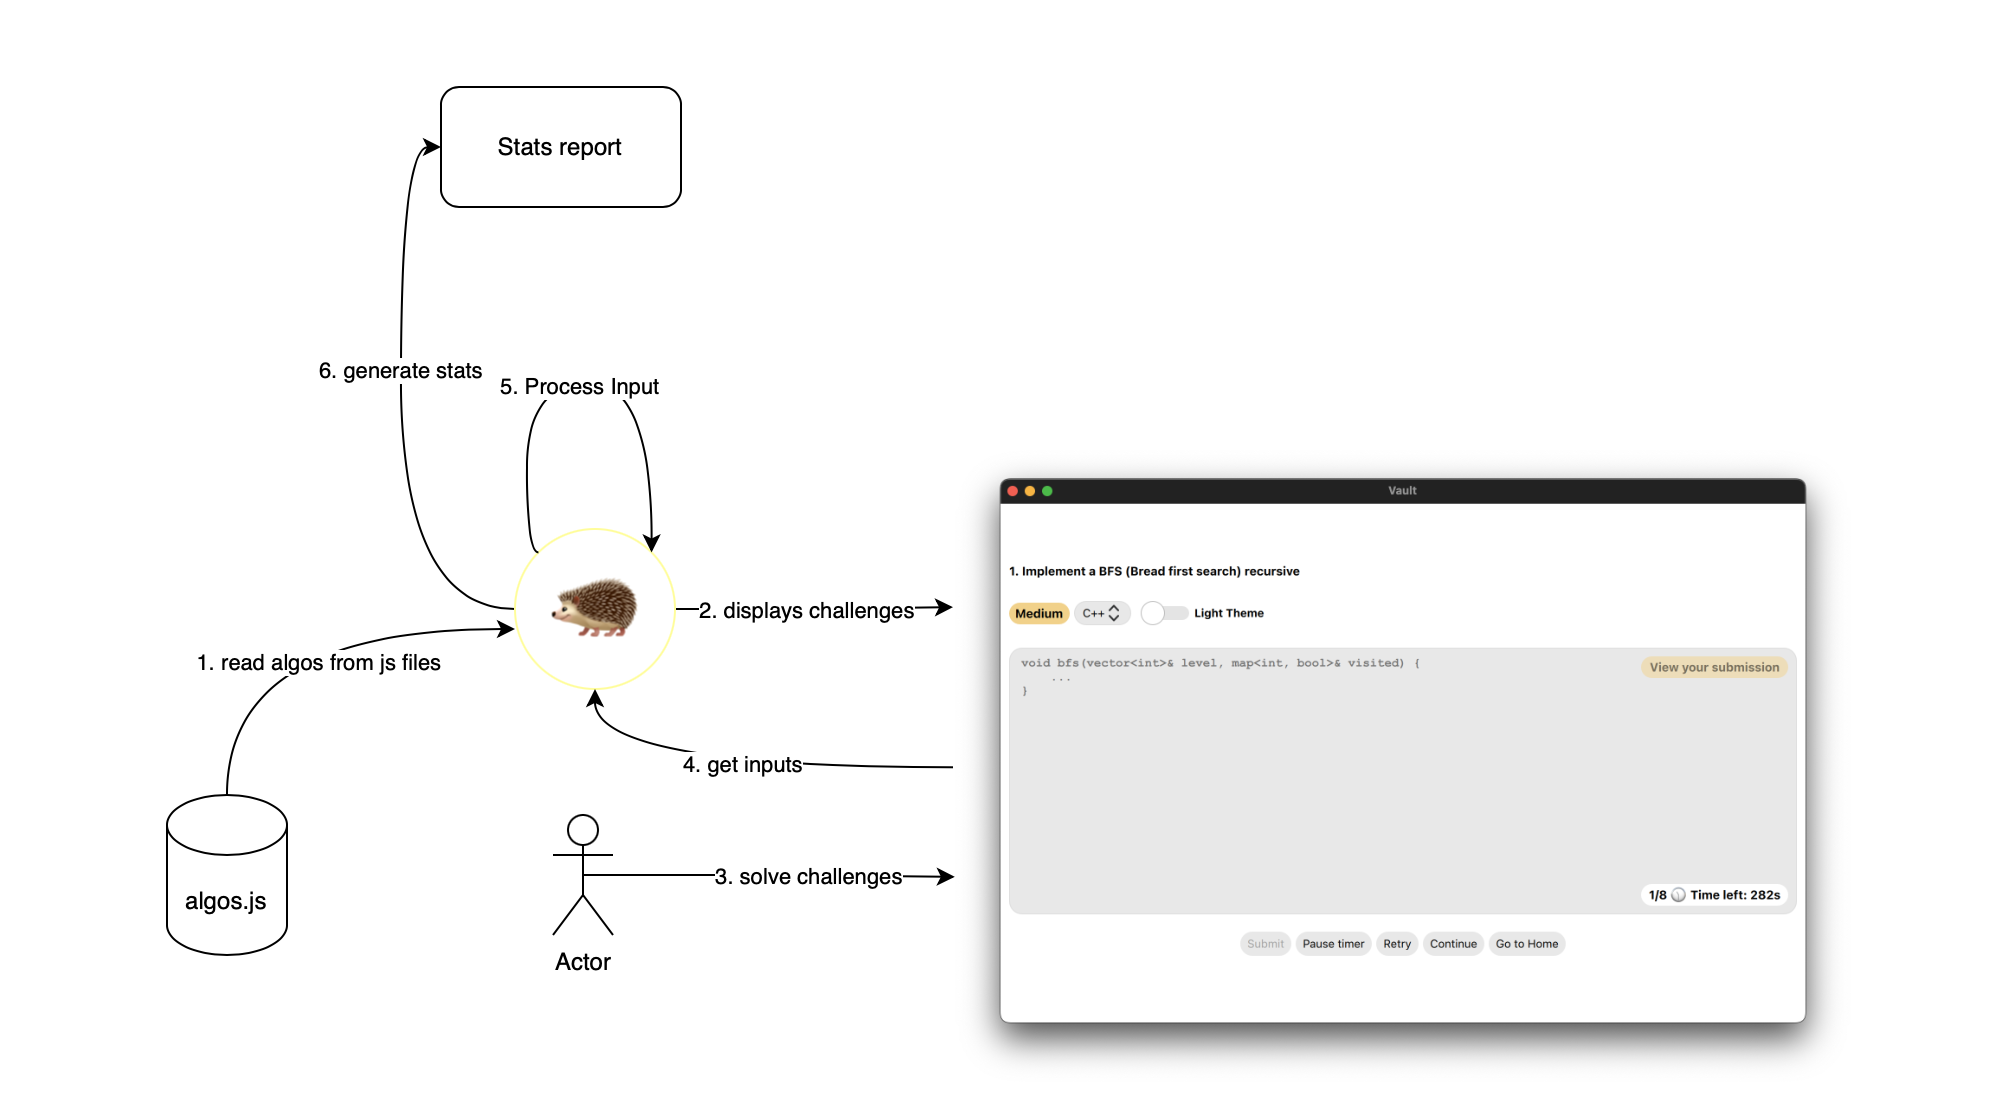 Stats report
6. generate stats
5. Process Input
2. displays challenges
1. read algos from js files
4. get inputs
3. solve challenges
algos.js
Actor
Vault
1. Implement a BFS (Bread first search) recursive
Medium
C++
Light Theme
void bfs(vector<int>& level, map<int, bool>& visited) {
...
}
View your submission
1/8 Time left: 282s
Submit
Pause timer
Retry
Continue
Go to Home